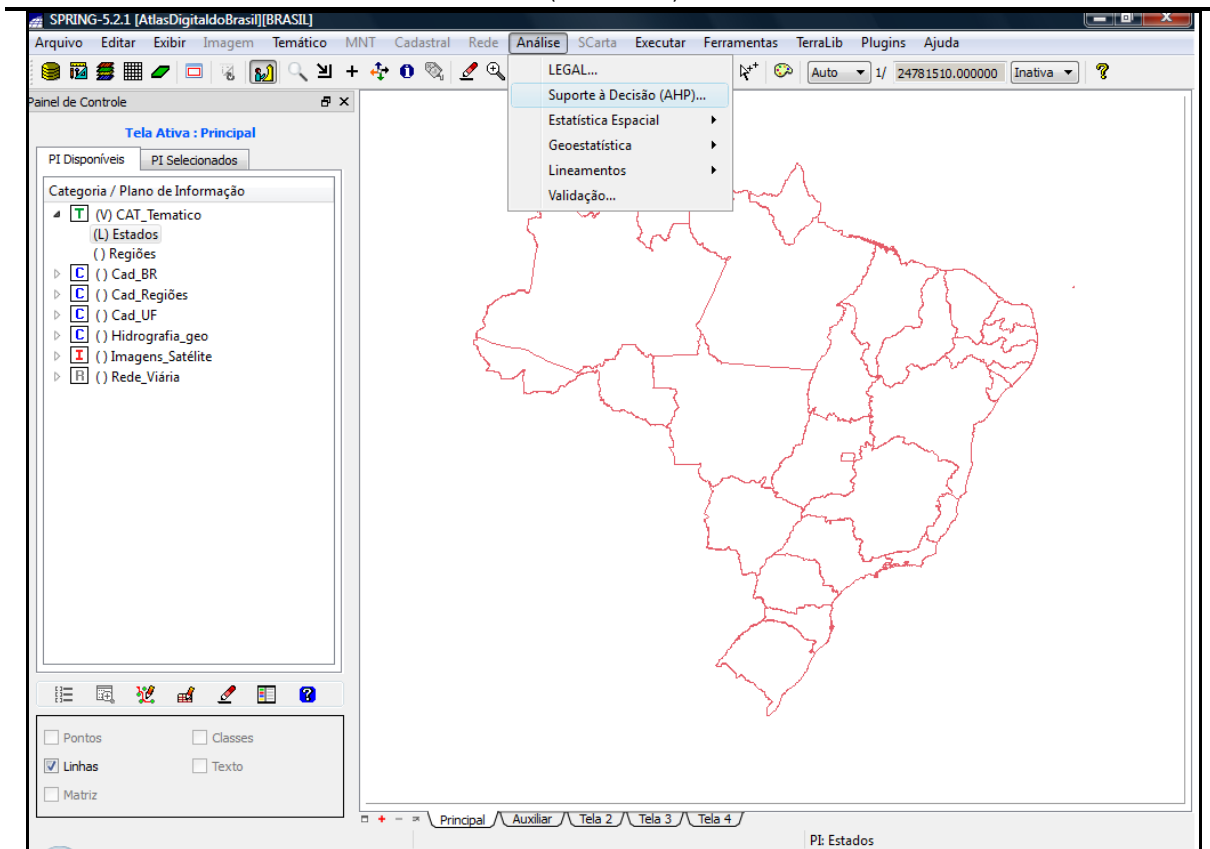 SPRING-5.2.1 [AtlasDigitaldoBrasil][BRASIL]
Arquivo Editar Exibir Imagem Temático MNT Cadastral Rede Análise SCarta Executar Ferramentas TerraLib Plugins Ajuda
Auto 1/ 24781510.000000 Inativa
LEGAL...
Suporte à Decisão (AHP)...
Estatística Espacial
Geoestatística
Lineamentos
Validação...
Painel de Controle
Tela Ativa : Principal
PI Disponíveis PI Selecionados
Categoria / Plano de Informação
T (V) CAT_Tematico
(L) Estados
( ) Regiões
C ( ) Cad_BR
C ( ) Cad_Regiões
C ( ) Cad_UF
C ( ) Hidrografia_geo
I ( ) Imagens_Satélite
R ( ) Rede_Viária
Pontos Classes
Linhas Texto
Matriz
Principal Auxiliar Tela 2 Tela 3 Tela 4
PI: Estados